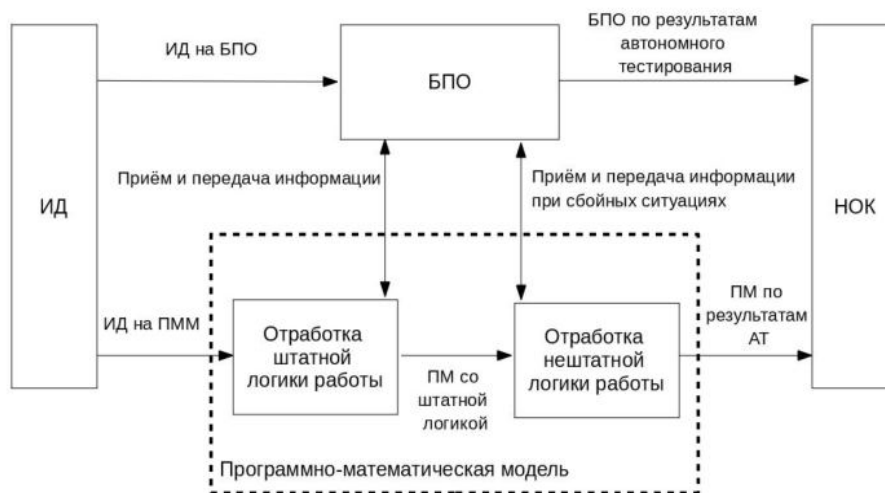 ИД на БПО
БПО по результатам
автономного
тестирования
БПО
ИД
Приём и передача информации
Приём и передача информации
при сбойных ситуациях
НОК
ИД на ПММ
Отработка
штатной
логики работы
ПМ со
штатной
логикой
Отработка
нештатной
логики работы
ПМ по
результатам
АТ
Программно-математическая модель